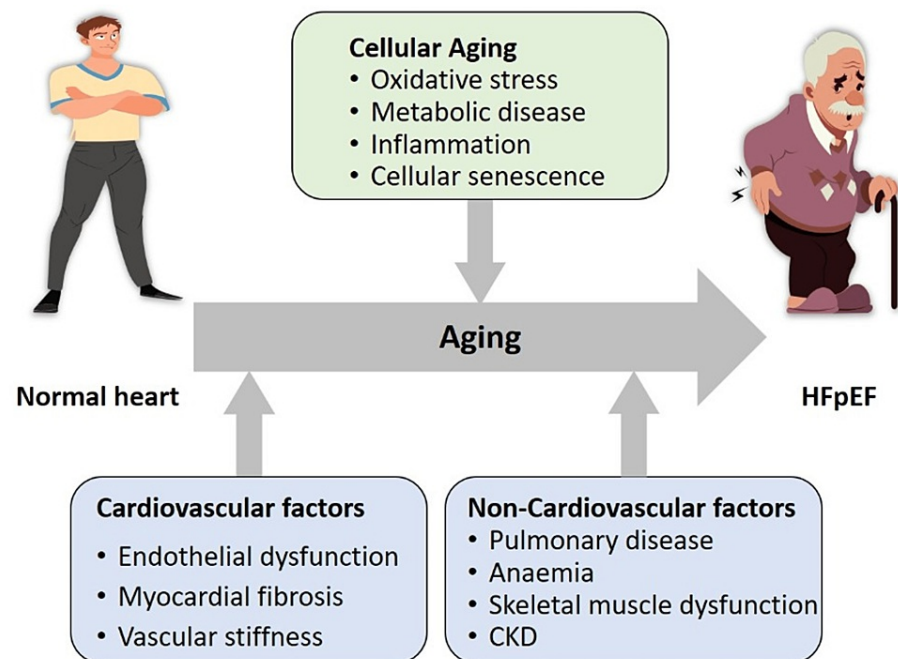 Cellular Aging
• Oxidative stress
• Metabolic disease
• Inflammation
• Cellular senescence
Aging
Normal heart
HFpEF
Cardiovascular factors
• Endothelial dysfunction
• Myocardial fibrosis
• Vascular stiffness
Non-Cardiovascular factors
• Pulmonary disease
• Anaemia
• Skeletal muscle dysfunction
• CKD